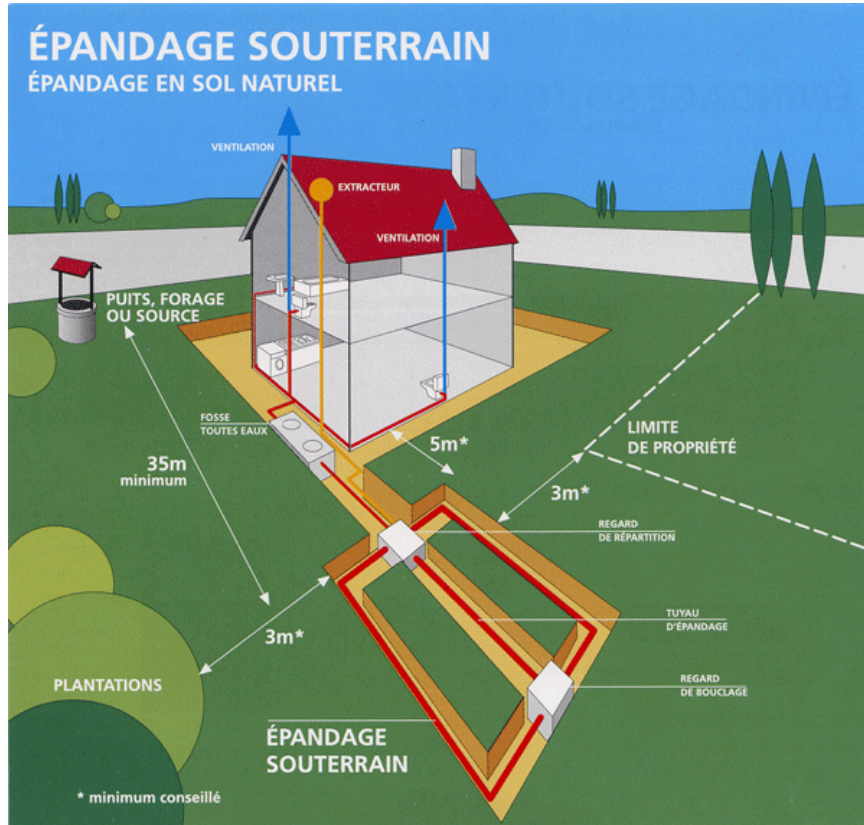 ÉPANDAGE SOUTERRAIN
ÉPANDAGE EN SOL NATUREL
VENTILATION
EXTRACTEUR
VENTILATION
PUITS, FORAGE
OU SOURCE
FOSSE
TOUTES EAUX
35m
minimum
5m*
LIMITE
DE PROPRIÉTÉ
3m*
REGARD
DE RÉPARTITION
TUYAU
D'ÉPANDAGE
3m*
REGARD
DE BOUCLAGE
PLANTATIONS
ÉPANDAGE
SOUTERRAIN
* minimum conseillé